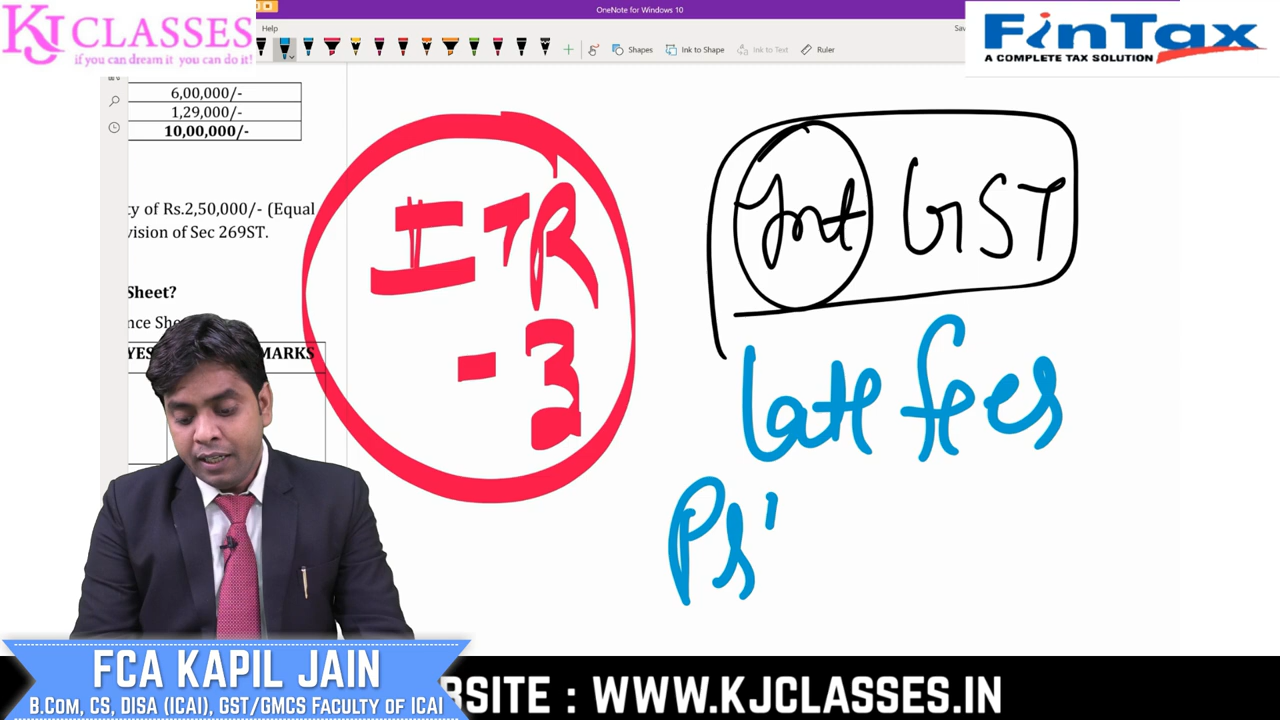 KJ CLASSES
if you can dream it you can do it!
OneNote for Windows 10
Help
Shapes
Ink to Shape
Ink to Text
Ruler
FinTax
A COMPLETE TAX SOLUTION
6,00,000/-
1,29,000/-
10,00,000/-
ty of Rs.2,50,000/- (Equal
vision of Sec 269ST.
Sheet?
nce She
YES
MARKS
ITR
-3
Int GST
late fees
FCA KAPIL JAIN
B.Com, CS, DISA (ICAI), GST/GMCS Faculty of ICAI
BSITE : WWW.KJCLASSES.IN